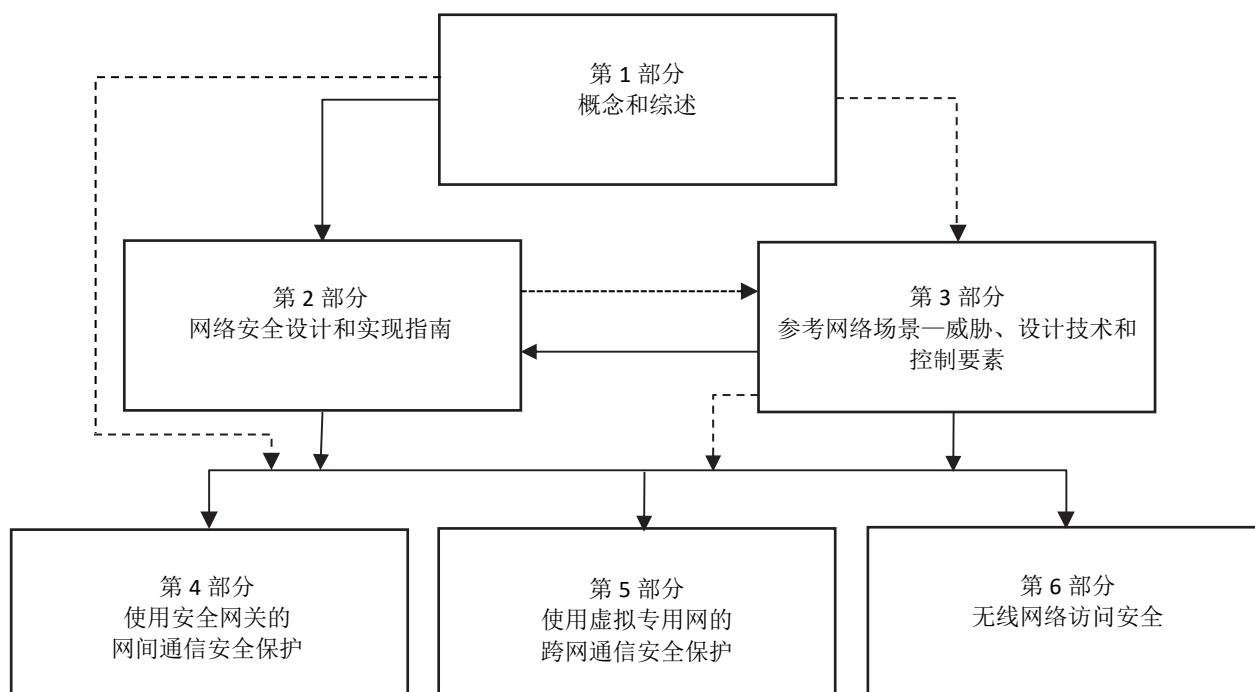 第 1 部分
概念和综述
第 2 部分
网络安全设计和实现指南
第 3 部分
参考网络场景—威胁、设计技术和
控制要素
第 4 部分
使用安全网关的
网间通信安全保护
第 5 部分
使用虚拟专用网的
跨网通信安全保护
第 6 部分
无线网络访问安全